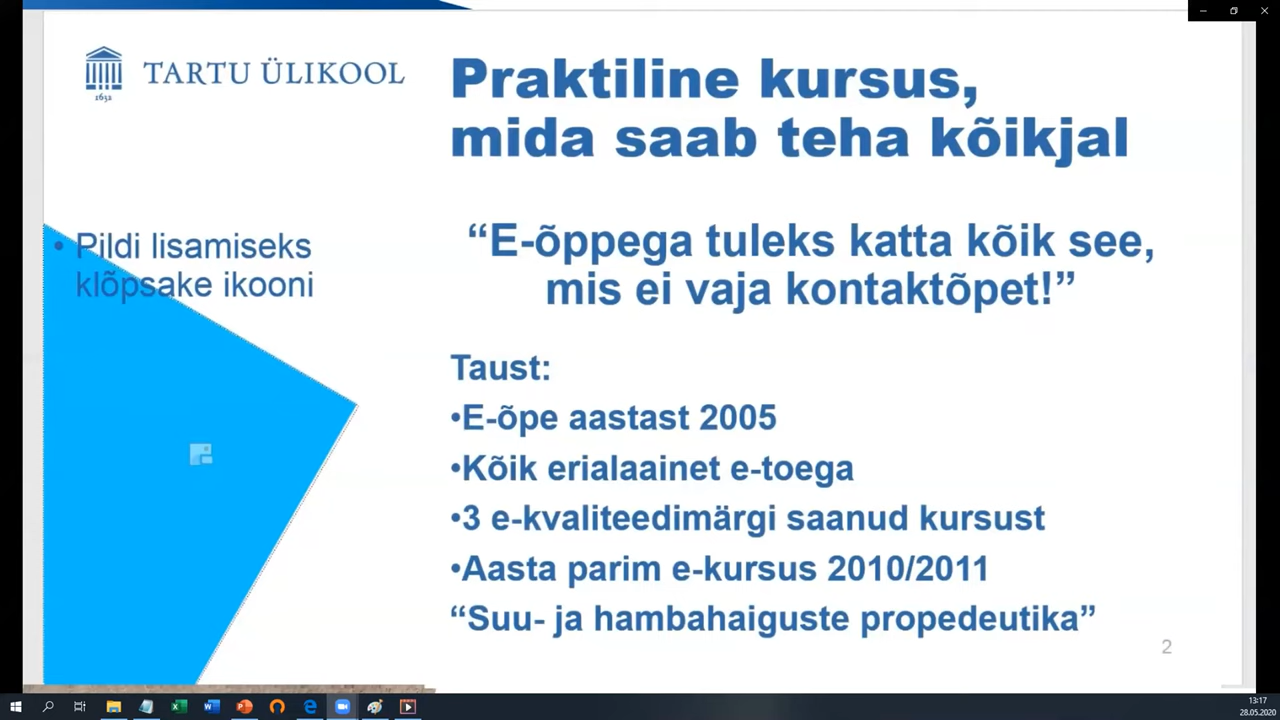 TARTU ÜLIKOOL
1632
Praktiline kursus,
mida saab teha kõikjal
• Pildi lisamiseks
klõpsake ikooni
“E-õppega tuleks katta kõik see,
mis ei vaja kontaktõpet!”
Taust:
•E-õpe aastast 2005
•Kõik erialaainet e-toega
•3 e-kvaliteedimärgi saanud kursust
•Aasta parim e-kursus 2010/2011
“Suu- ja hambahaiguste propedeutika”
2
13:17
28.05.2020